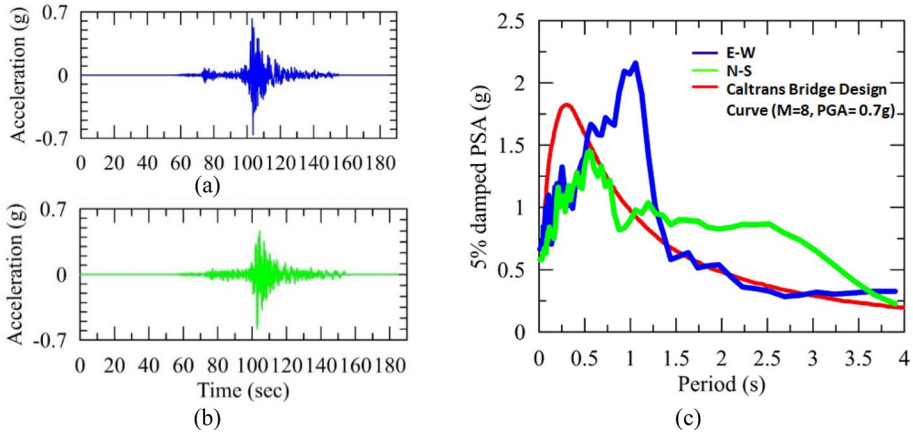 Acceleration (g)
0.7
0
-0.7
0 20 40 60 80 100 120 140 160 180
(a)
Acceleration (g)
0.7
0
-0.7
0 20 40 60 80 100 120 140 160 180
Time (sec)
(b)
5% damped PSA (g)
2.5
2
1.5
1
0.5
0
E-W
N-S
Caltrans Bridge Design
Curve (M=8, PGA= 0.7g)
0 0.5 1 1.5 2 2.5 3 3.5 4
Period (s)
(c)